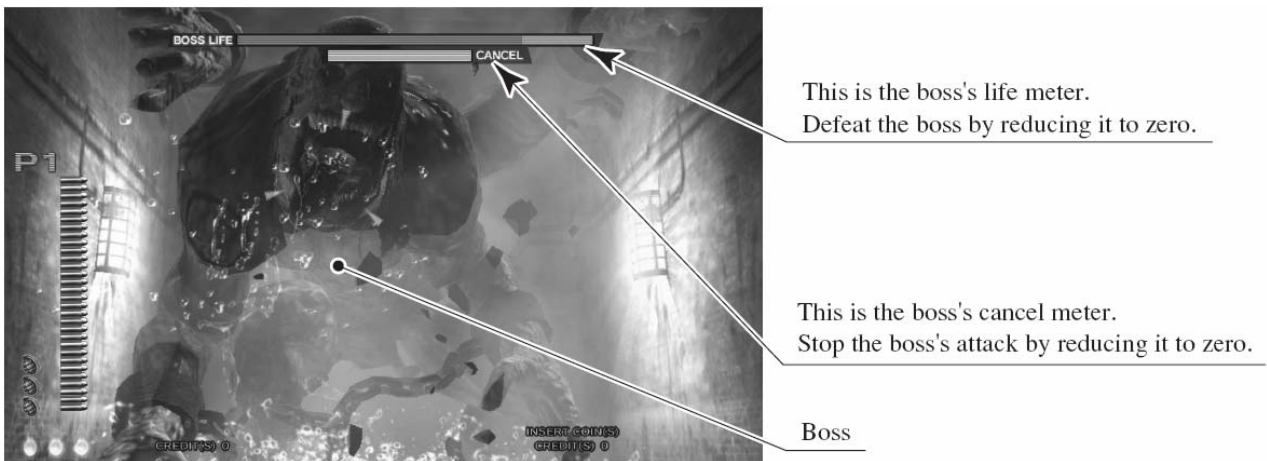 BOSS LIFE
CANCEL
This is the boss's life meter.
Defeat the boss by reducing it to zero.
P1
This is the boss's cancel meter.
Stop the boss's attack by reducing it to zero.
Boss
CREDIT(S) 0
INSERT COIN(S)
CREDIT(S) 0